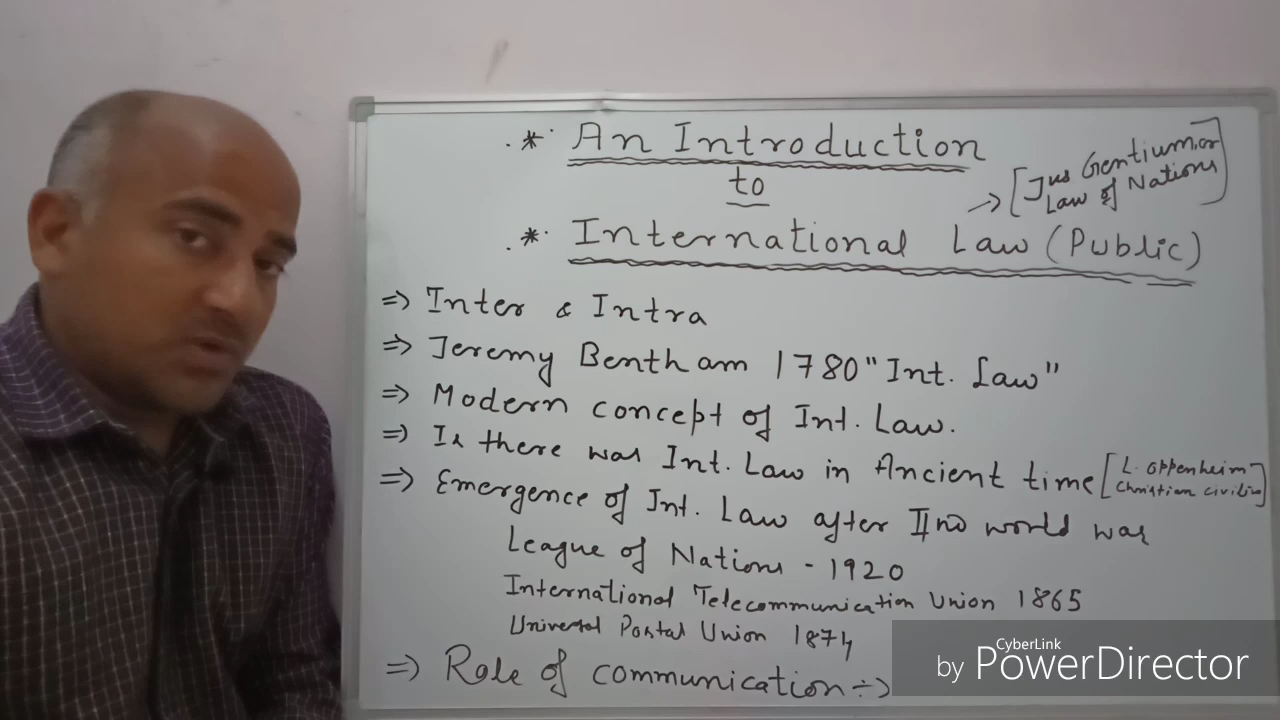 * An Introduction
to
→ [Jus Gentium or
Law of Nations]
* International Law (Public)
⇒ Inter & Intra
⇒ Jeremy Bentham 1780 "Int. Law"
⇒ Modern concept of Int. Law.
⇒ Is there was Int. Law in Ancient time [L. Oppenheim
Christian
⇒ Emergence of Int. Law after IInd world war
League of Nations - 1920
International Telecommunication Union 1865
Universal Postal Union 1874
⇒ Role of communication ÷>
CyberLink
by PowerDirector